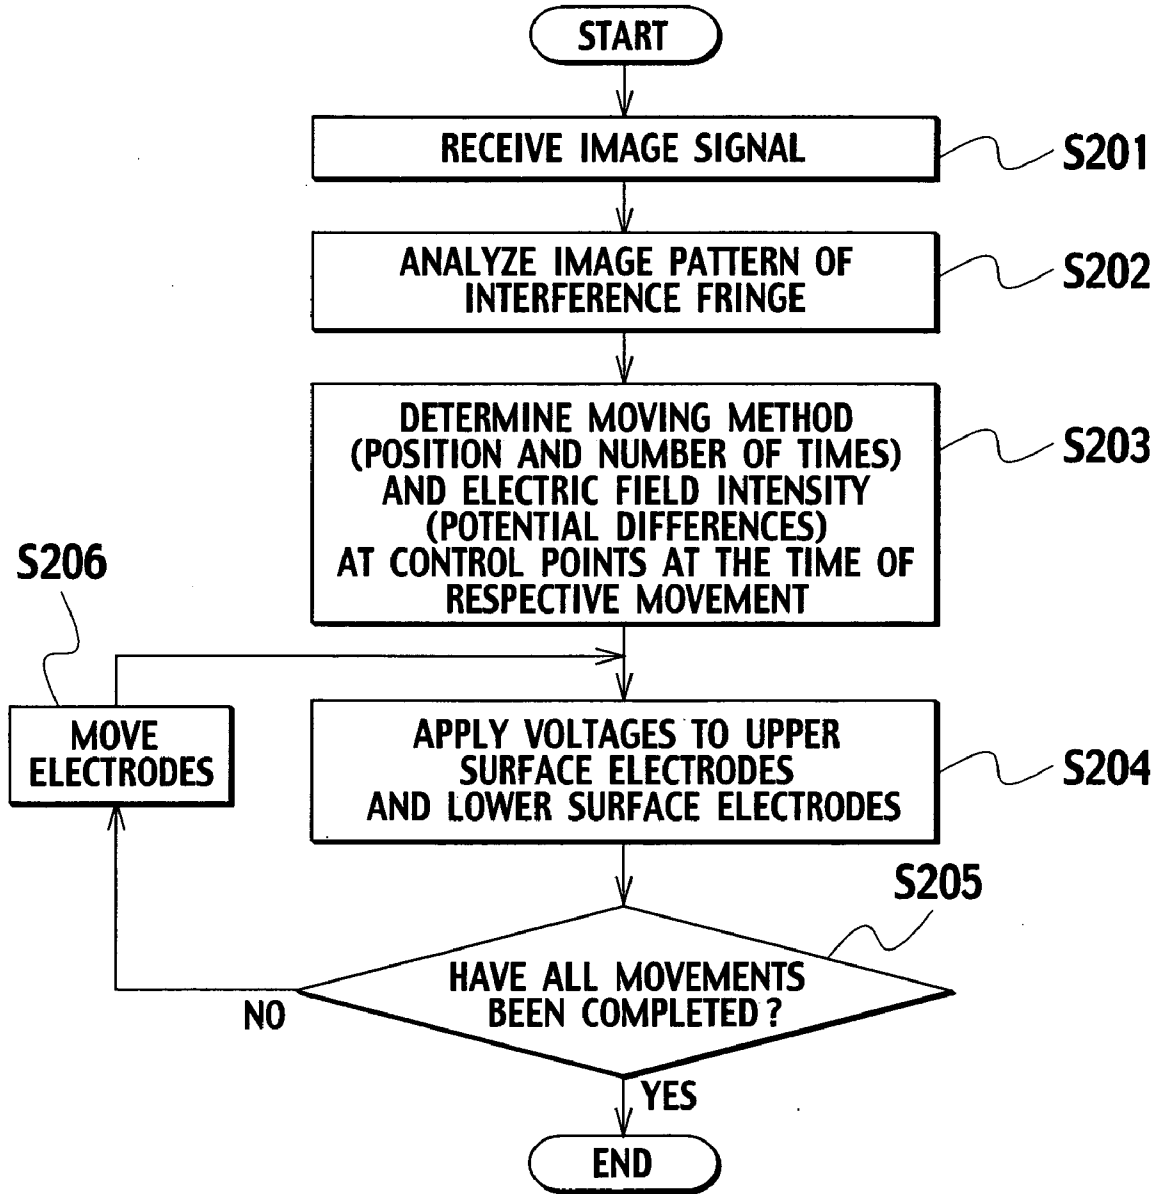 START
RECEIVE IMAGE SIGNAL
S201
ANALYZE IMAGE PATTERN OF
INTERFERENCE FRINGE
S202
DETERMINE MOVING METHOD
(POSITION AND NUMBER OF TIMES)
AND ELECTRIC FIELD INTENSITY
(POTENTIAL DIFFERENCES)
AT CONTROL POINTS AT THE TIME OF
RESPECTIVE MOVEMENT
S203
S206
MOVE
ELECTRODES
APPLY VOLTAGES TO UPPER
SURFACE ELECTRODES
AND LOWER SURFACE ELECTRODES
S204
S205
HAVE ALL MOVEMENTS
BEEN COMPLETED?
NO
YES
END